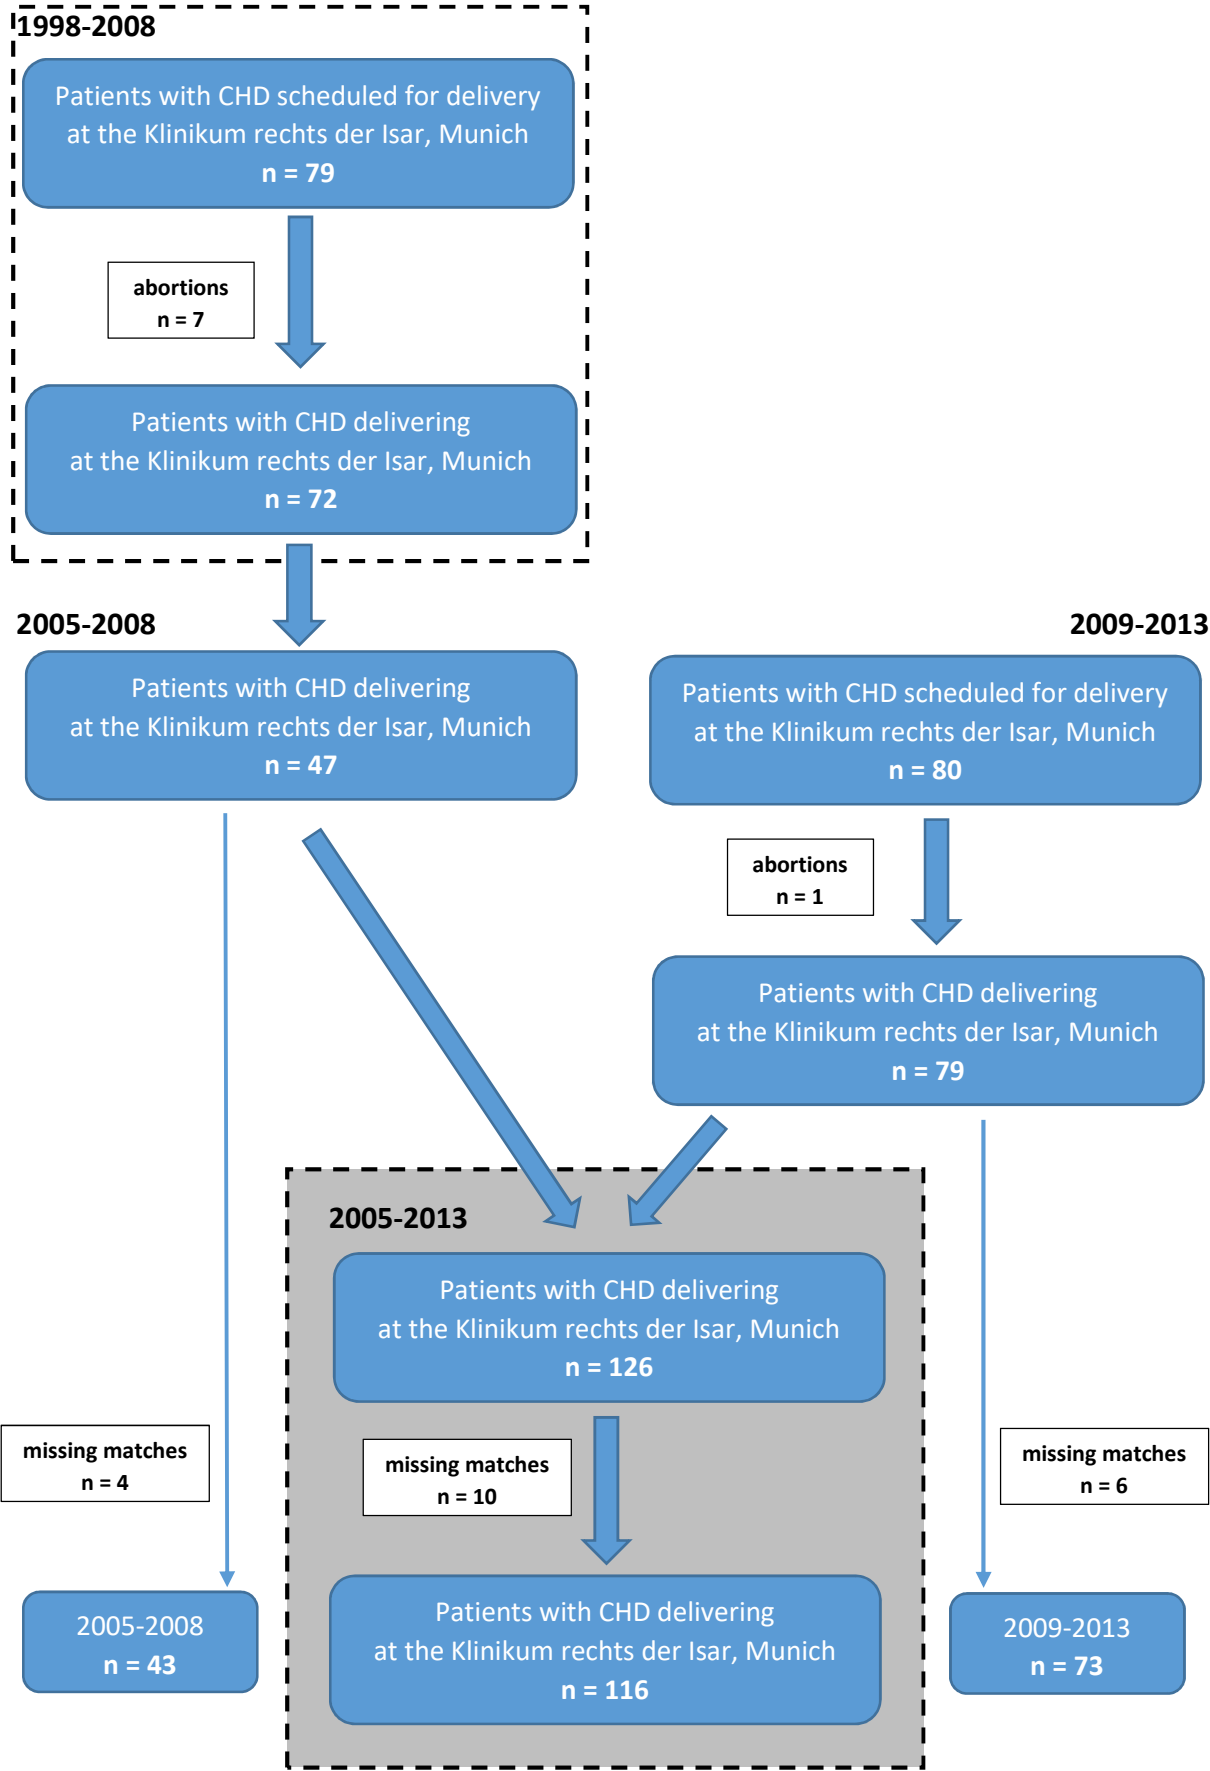 1998-2008
Patients with CHD scheduled for delivery
at the Klinikum rechts der Isar, Munich
n = 79
abortions
n = 7
Patients with CHD delivering
at the Klinikum rechts der Isar, Munich
n = 72
2005-2008
Patients with CHD delivering
at the Klinikum rechts der Isar, Munich
n = 47
2009-2013
Patients with CHD scheduled for delivery
at the Klinikum rechts der Isar, Munich
n = 80
abortions
n = 1
Patients with CHD delivering
at the Klinikum rechts der Isar, Munich
n = 79
2005-2013
Patients with CHD delivering
at the Klinikum rechts der Isar, Munich
n = 126
missing matches
n = 4
missing matches
n = 10
missing matches
n = 6
2005-2008
n = 43
Patients with CHD delivering
at the Klinikum rechts der Isar, Munich
n = 116
2009-2013
n = 73